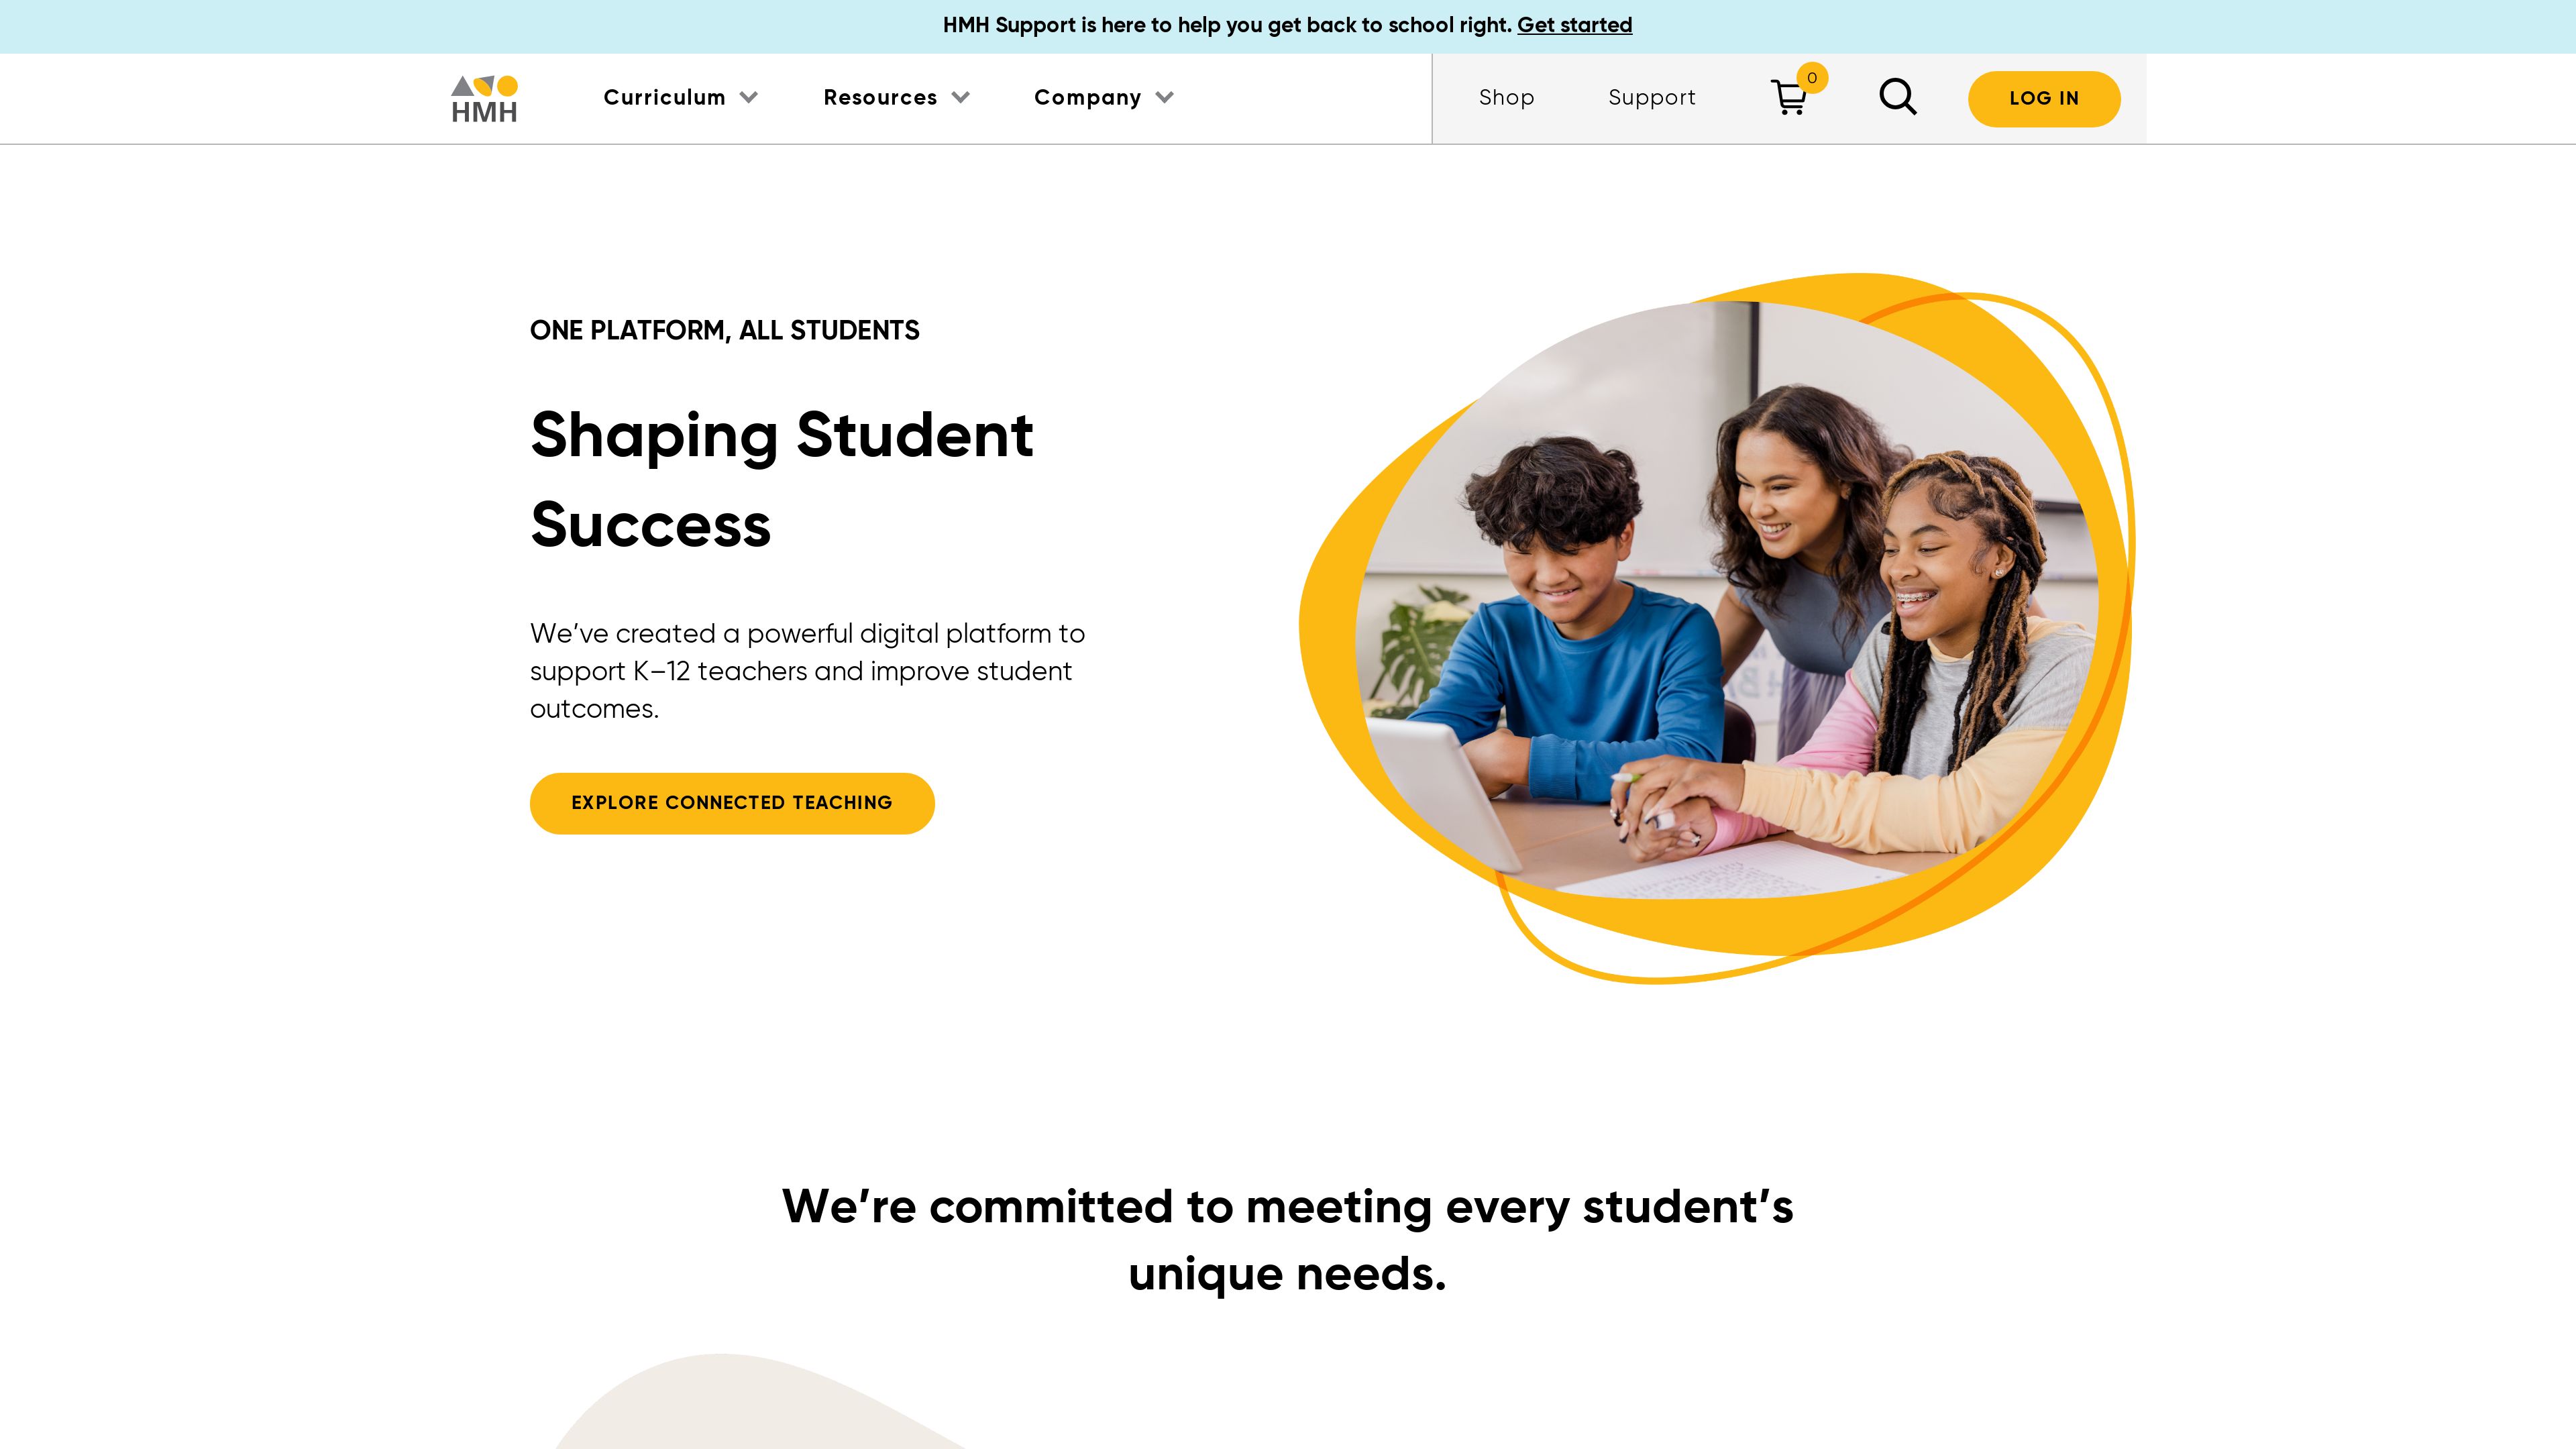 HMH Support is here to help you get back to school right. Get started
HMH
Curriculum
Resources
Company
Shop
Support
0
LOG IN
ONE PLATFORM, ALL STUDENTS
Shaping Student
Success
We’ve created a powerful digital platform to
support K–12 teachers and improve student
outcomes.
EXPLORE CONNECTED TEACHING
We’re committed to meeting every student’s
unique needs.